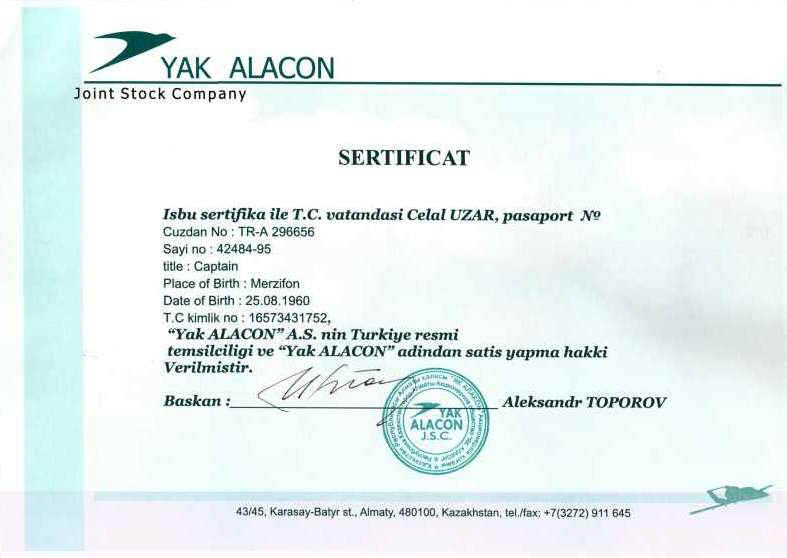 YAK ALACON
Joint Stock Company
SERTIFICAT
Isbu sertifika ile T.C. vatandasi Celal UZAR, pasaport №
Cuzdan No : TR-A 296656
Sayi no : 42484-95
title : Captain
Place of Birth : Merzifon
Date of Birth : 25.08.1960
T.C kimlik no : 16573431752,
“Yak ALACON” A.S. nin Turkiye resmi
temsilciligi ve “Yak ALACON” adindan satis yapma hakki
Verilmistir.
Baskan : Aleksandr TOPOROV
YAK
ALACON
J.S.C.
43/45, Karasay-Batyr st., Almaty, 480100, Kazakhstan, tel./fax: +7(3272) 911 645